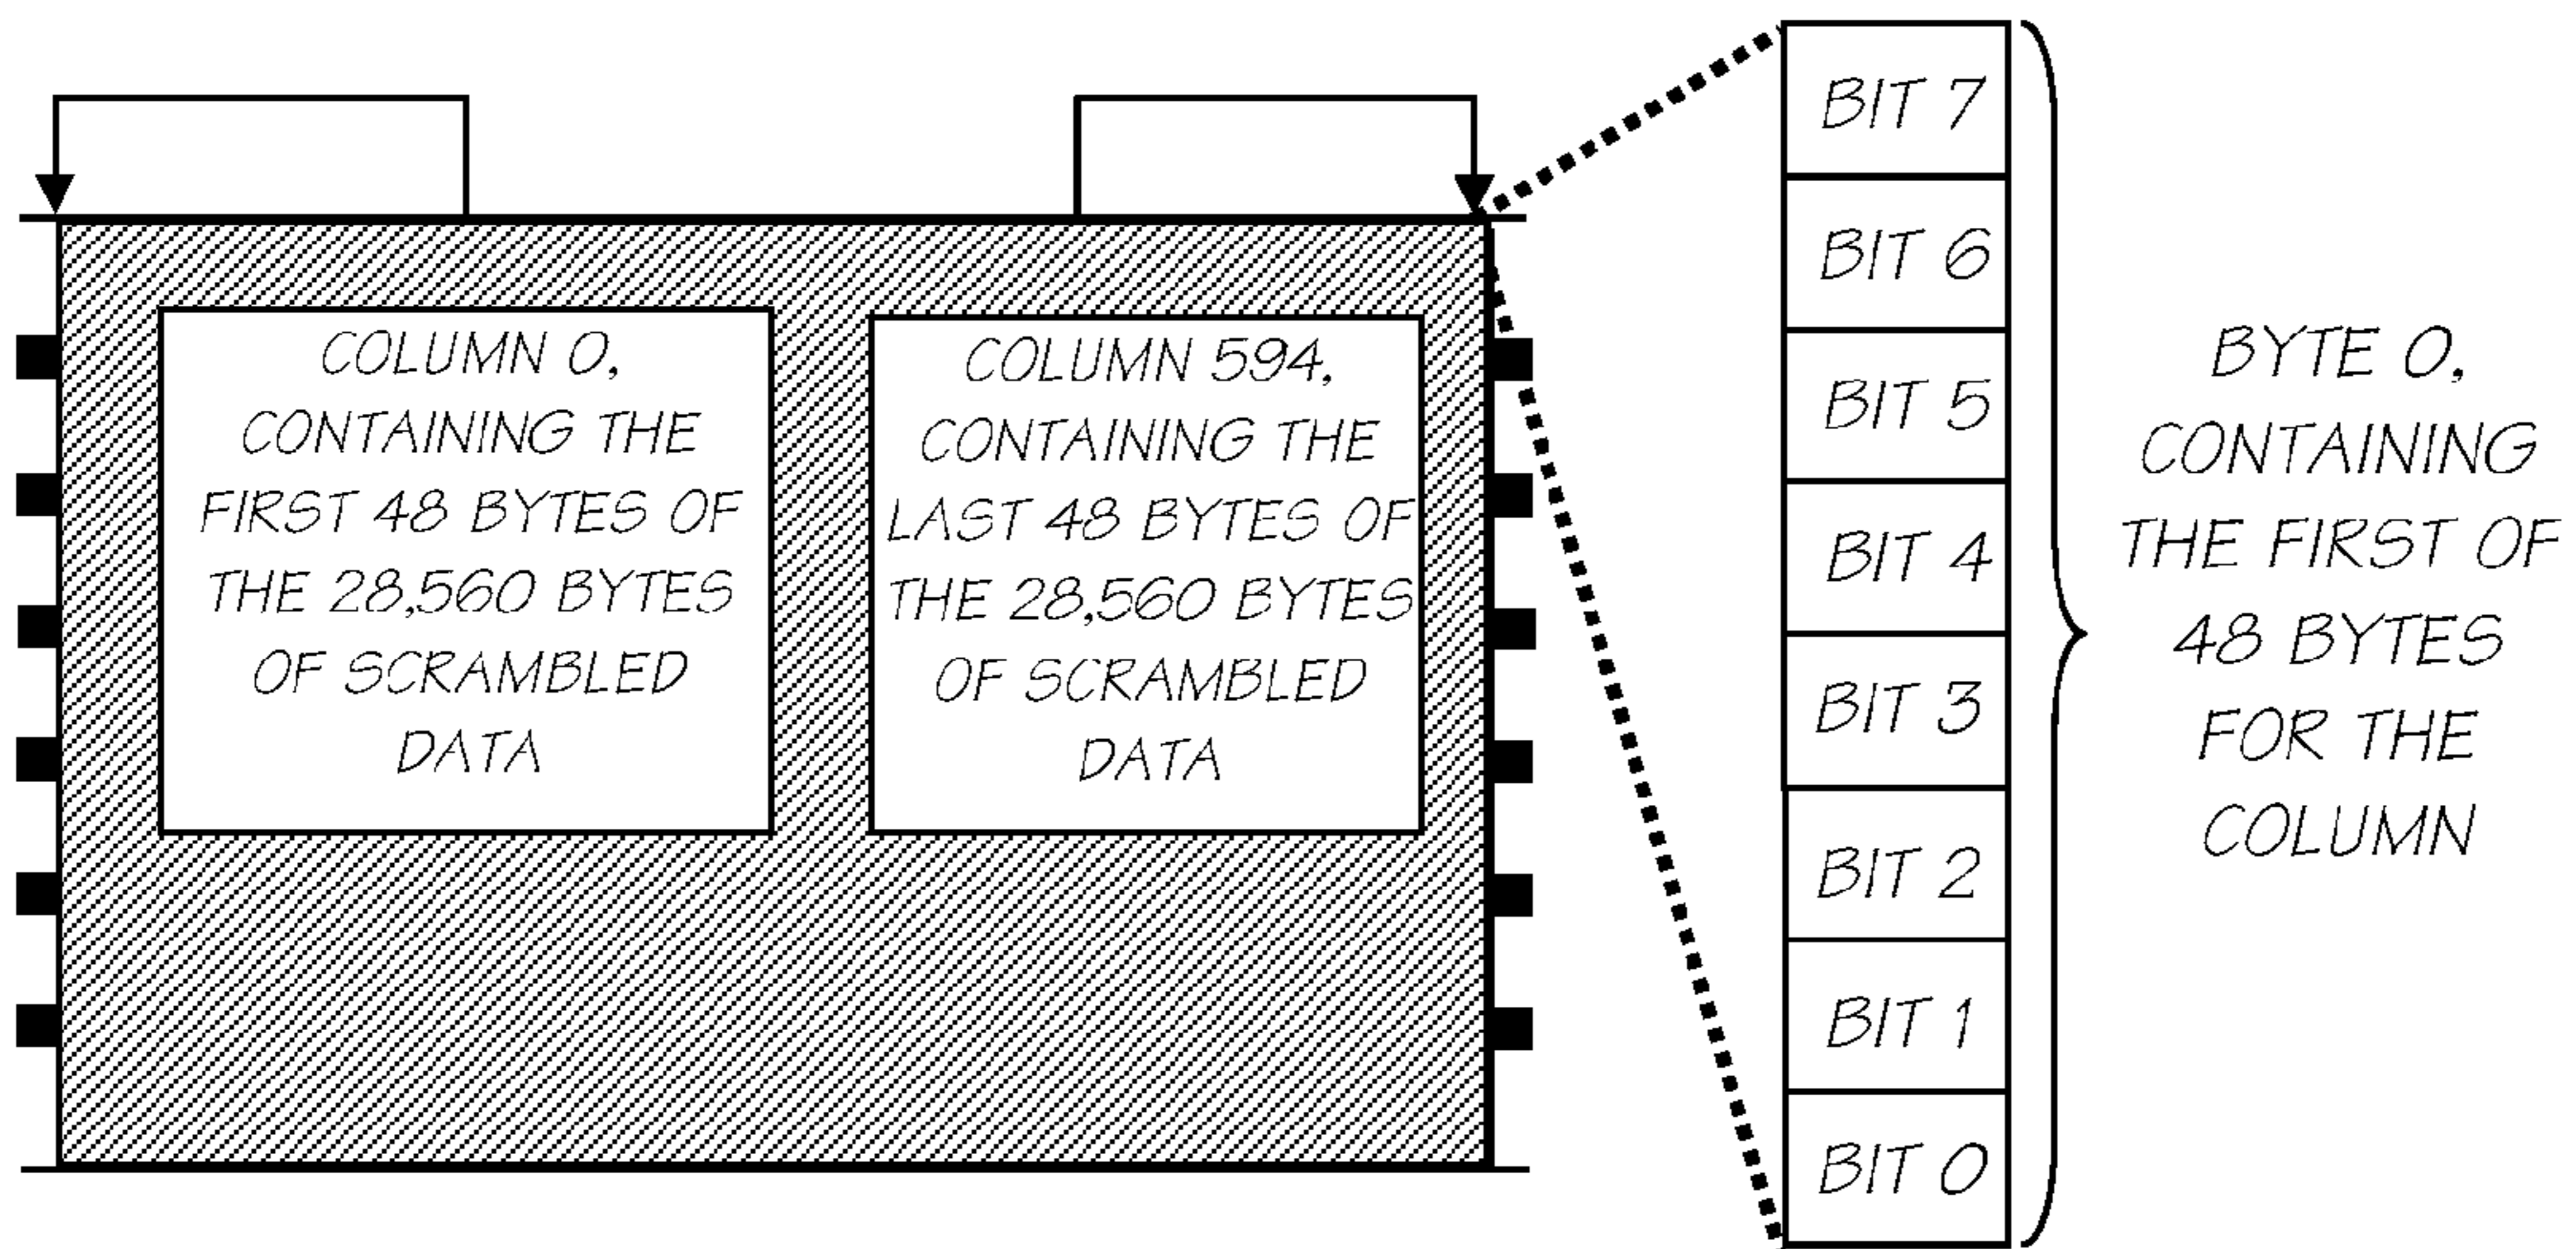 COLUMN 0,
CONTAINING THE
FIRST 48 BYTES OF
THE 28,560 BYTES
OF SCRAMBLED
DATA
COLUMN 594,
CONTAINING THE
LAST 48 BYTES OF
THE 28,560 BYTES
OF SCRAMBLED
DATA
BIT 7
BIT 6
BIT 5
BIT 4
BIT 3
BIT 2
BIT 1
BIT 0
BYTE 0,
CONTAINING
THE FIRST OF
48 BYTES
FOR THE
COLUMN